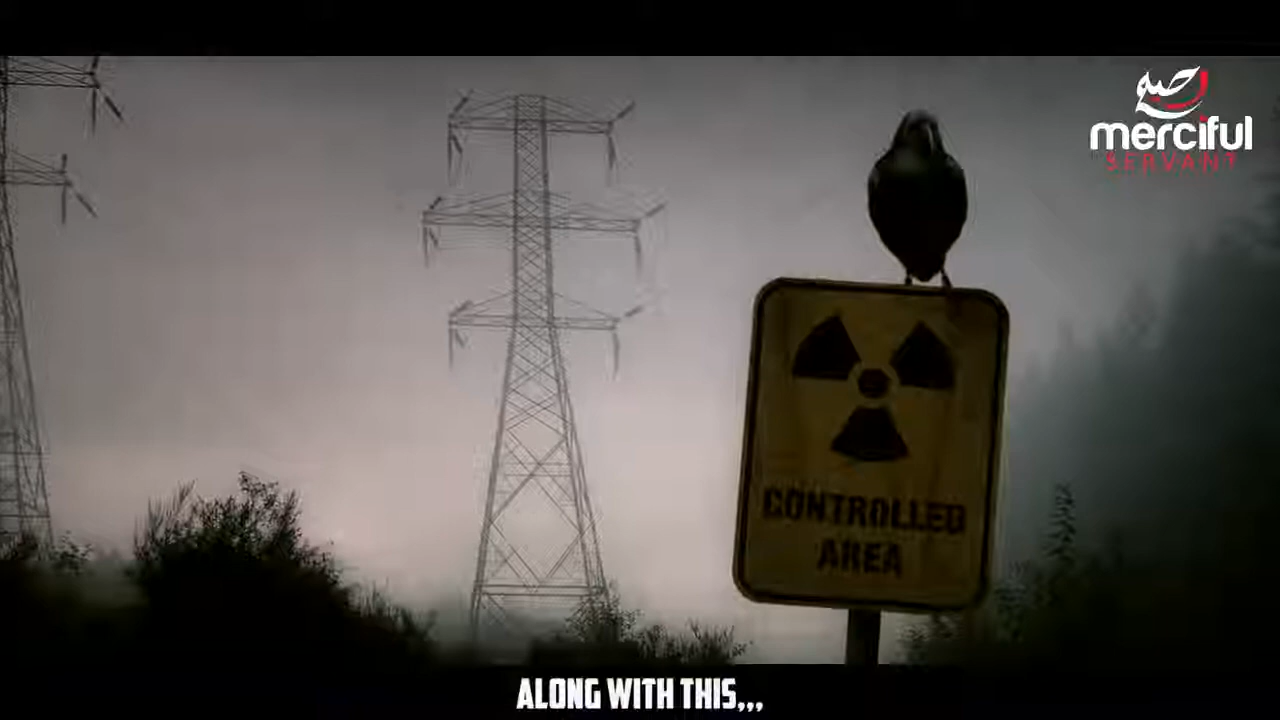 merciful
SERVANT
CONTROLLED
AREA
ALONG WITH THIS,,,